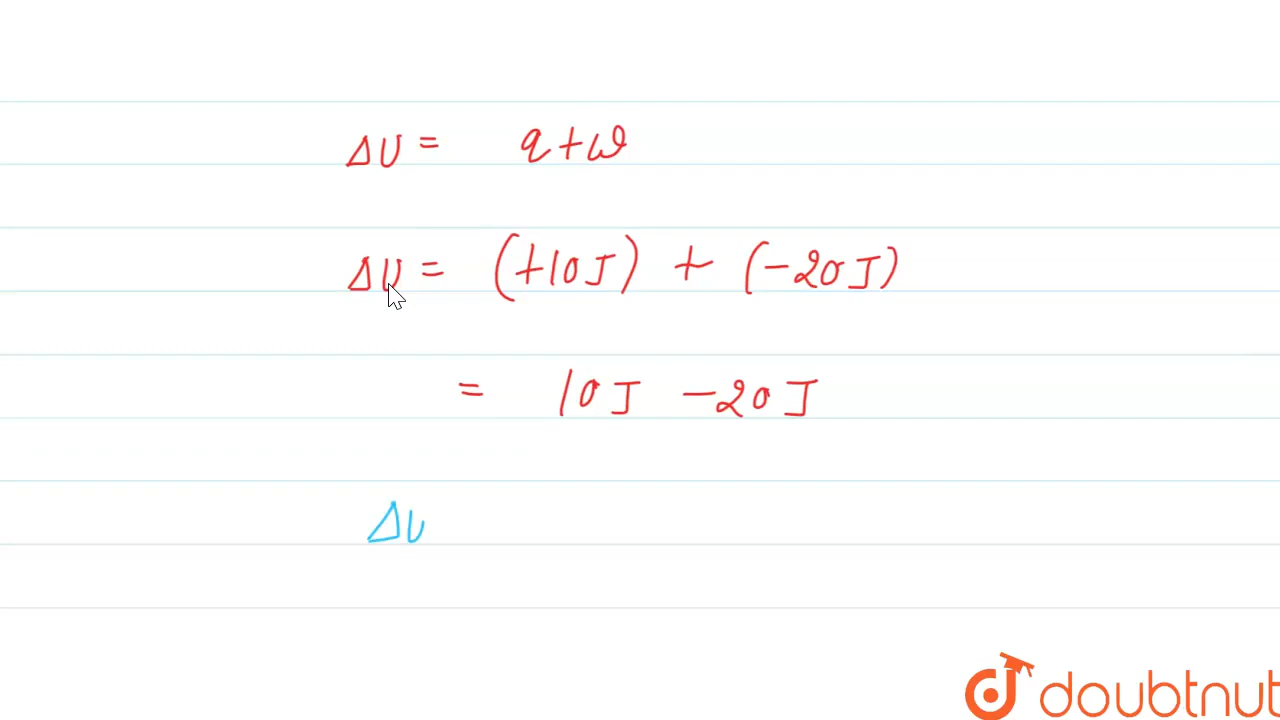 ΔU = q+w
ΔU = (+10J) + (-20J)
= 10J -20J
ΔU
doubtnut